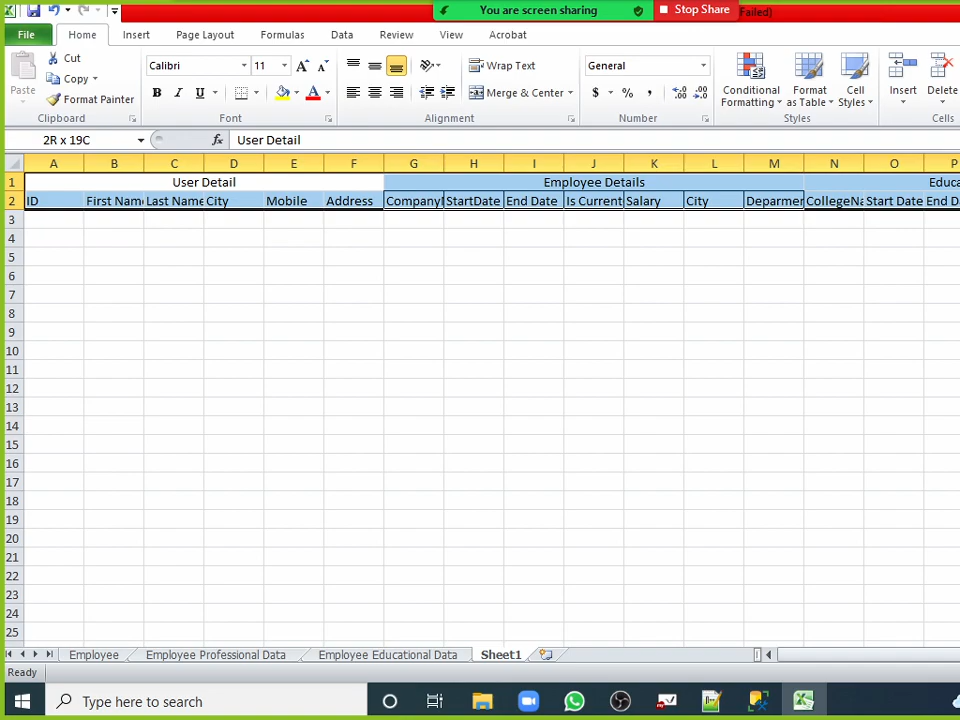 You are screen sharing
Stop Share
Failed)
File Home Insert Page Layout Formulas Data Review View Acrobat
Paste
Cut
Copy
Format Painter
Clipboard
Calibri 11
B I U
Font
Wrap Text
Merge & Center
Alignment
General
$ % ,
Number
Conditional Formatting
Format as Table
Cell Styles
Styles
Insert
Delete
Cells
2R x 19C fx User Detail
A B C D E F G H I J K L M N O P
1 User Detail Employee Details Educa
2 ID First Name Last Name City Mobile Address Company StartDate End Date Is Current Salary City Deparmer CollegeNa Start Date End D
3
4
5
6
7
8
9
10
11
12
13
14
15
16
17
18
19
20
21
22
23
24
25
Employee Employee Professional Data Employee Educational Data Sheet1
Ready
Type here to search